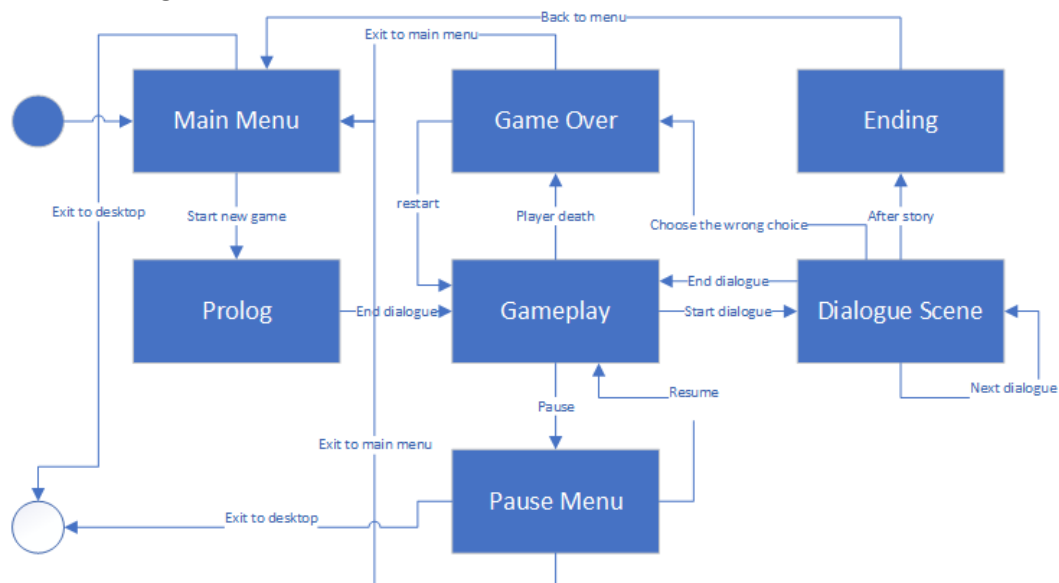 Back to menu
Exit to main menu
Main Menu
Game Over
Ending
Exit to desktop
Start new game
restart
Player death
Choose the wrong choice
After story
Prolog
End dialogue
Gameplay
End dialogue
Start dialogue
Dialogue Scene
Next dialogue
Pause
Resume
Exit to main menu
Pause Menu
Exit to desktop